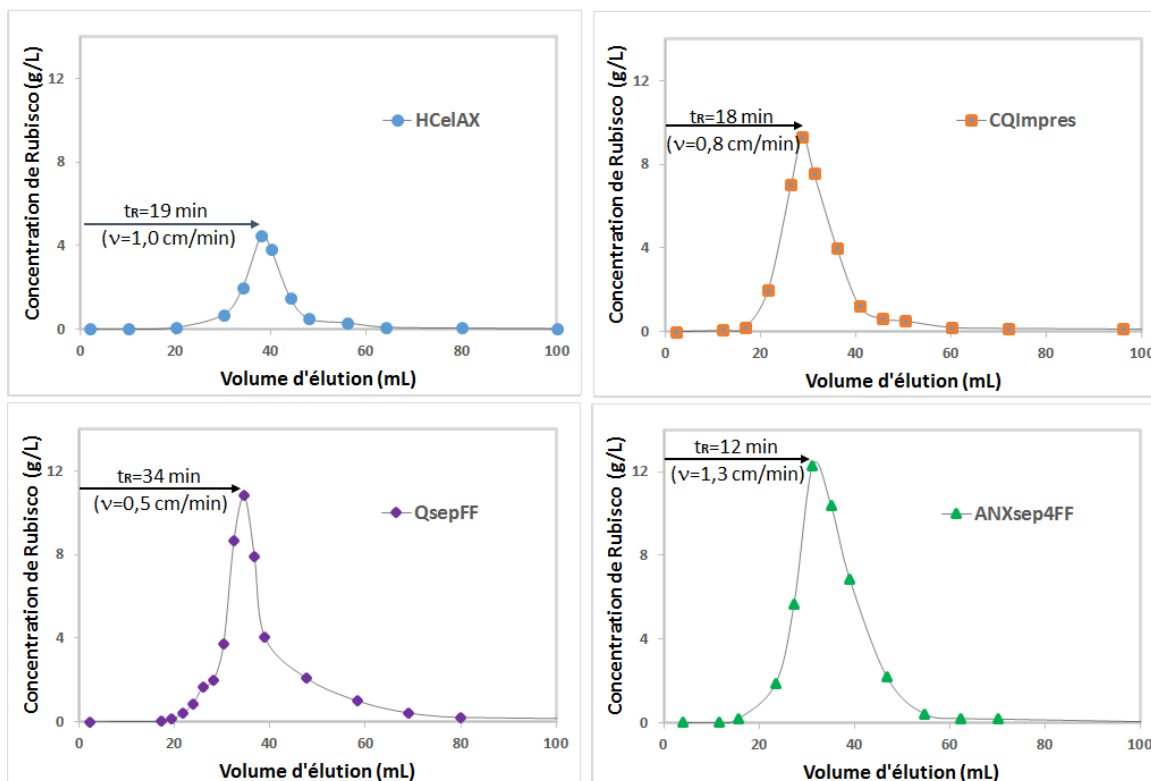 Concentration de Rubisco (g/L)
12
8
4
0
HCelAX
tR=19 min
(ν=1,0 cm/min)
0 20 40 60 80 100
Volume d'élution (mL)
Concentration de Rubisco (g/L)
12
8
4
0
CQImpres
tR=18 min
(ν=0,8 cm/min)
0 20 40 60 80 100
Volume d'élution (mL)
Concentration de Rubisco (g/L)
12
8
4
0
tR=34 min
(ν=0,5 cm/min)
QsepFF
0 20 40 60 80 100
Volume d'élution (mL)
Concentration de Rubisco (g/L)
12
8
4
0
tR=12 min
(ν=1,3 cm/min)
ANXsep4FF
0 20 40 60 80 100
Volume d'élution (mL)